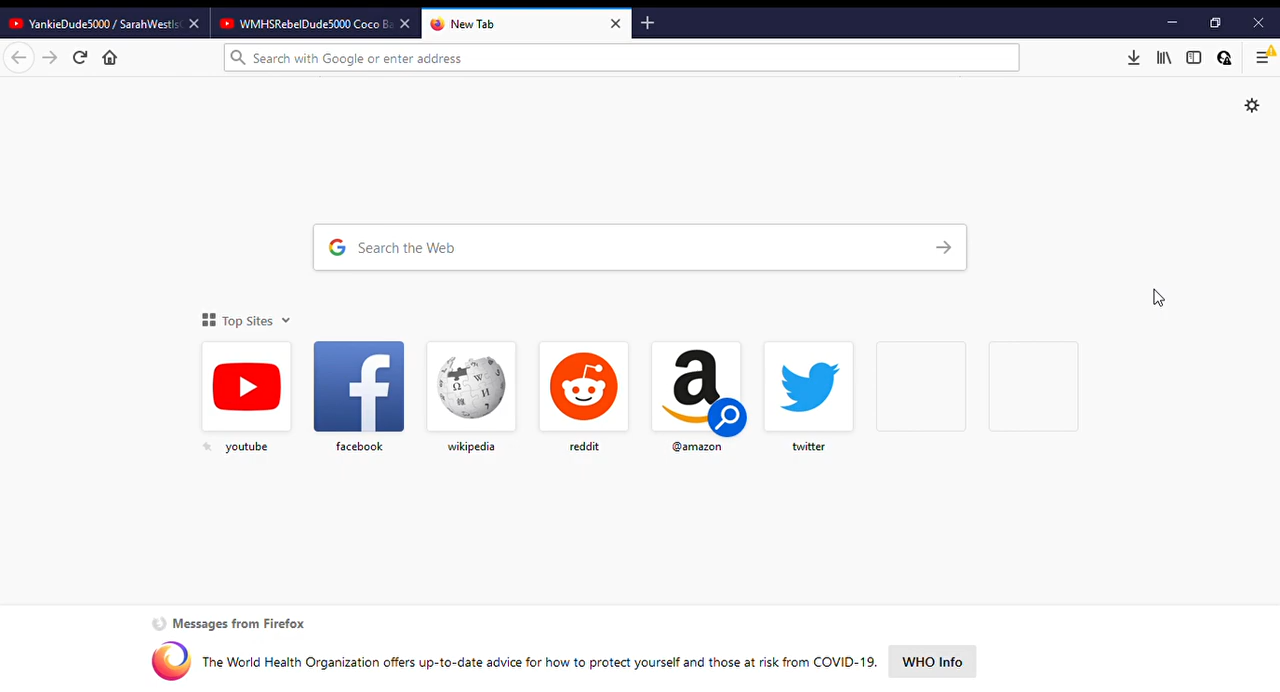 YankieDude5000 / SarahWestIs
WMHSRebelDude5000 Coco Ba
New Tab
Search with Google or enter address
Search the Web
Top Sites
youtube
facebook
wikipedia
reddit
@amazon
twitter
Messages from Firefox
The World Health Organization offers up-to-date advice for how to protect yourself and those at risk from COVID-19.
WHO Info